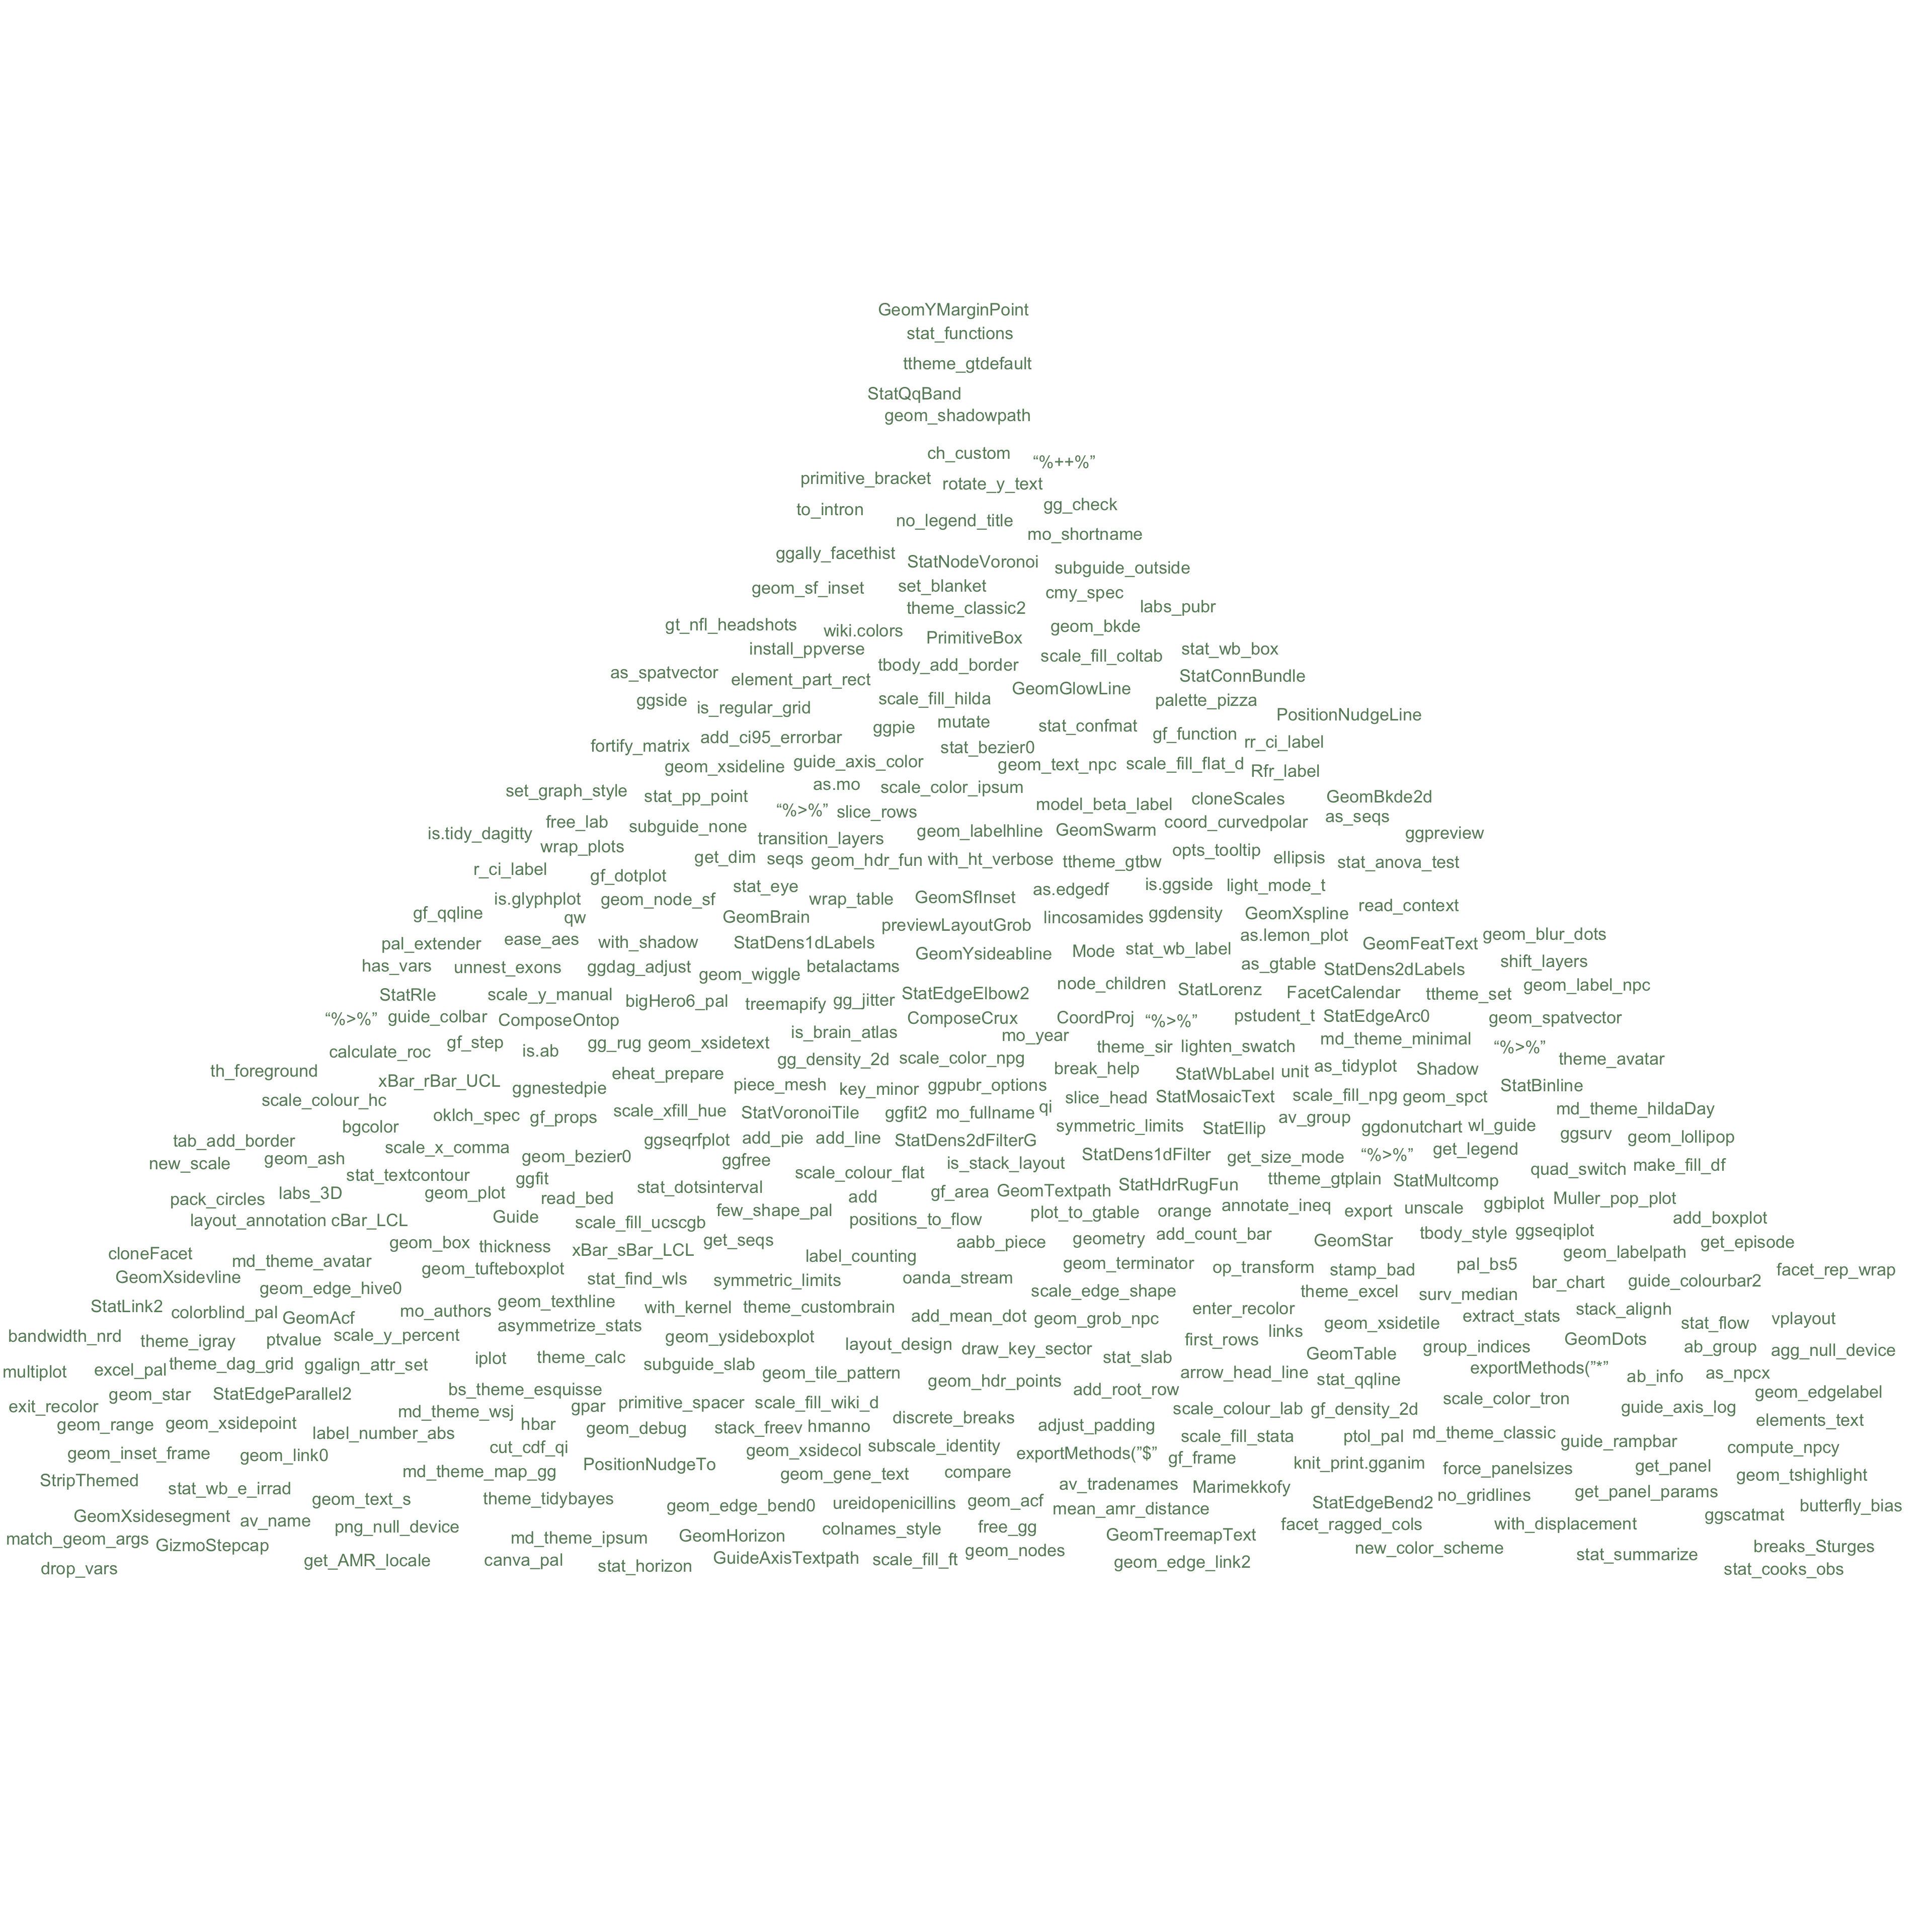 GeomYMarginPoint
stat_functions
ttheme_gtdefault
StatQqBand
geom_shadowpath
ch_custom “%++%”
primitive_bracket rotate_y_text
to_intron no_legend_title gg_check
mo_shortname
ggally_facethist StatNodeVoronoi subguide_outside
geom_sf_inset set_blanket cmy_spec
theme_classic2 labs_pubr
gt_nfl_headshots wiki.colors PrimitiveBox geom_bkde
install_ppverse tbody_add_border scale_fill_coltab stat_wb_box
as_spatvector element_part_rect GeomGlowLine StatConnBundle
ggside is_regular_grid scale_fill_hilda palette_pizza
ggpie mutate stat_confmat PositionNudgeLine
fortify_matrix add_ci95_errorbar stat_bezier0 gf_function rr_ci_label
geom_xsideline guide_axis_color geom_text_npc scale_fill_flat_d Rfr_label
set_graph_style stat_pp_point as.mo scale_color_ipsum
“%>%” slice_rows model_beta_label cloneScales GeomBkde2d
is.tidy_dagitty free_lab subguide_none transition_layers geom_labelhline GeomSwarm coord_curvedpolar as_seqs ggpreview
wrap_plots get_dim seqs geom_hdr_fun with_ht_verbose ttheme_gtbw opts_tooltip ellipsis stat_anova_test
r_ci_label gf_dotplot stat_eye as.edgedf is.ggside light_mode_t
is.glyphplot geom_node_sf wrap_table GeomSfInset
gf_qqline qw GeomBrain previewLayoutGrob lincosamides ggdensity GeomXspline read_context
pal_extender ease_aes with_shadow StatDens1dLabels GeomYsideabline Mode stat_wb_label as.lemon_plot GeomFeatText geom_blur_dots
has_vars unnest_exons ggdag_adjust geom_wiggle betalactams as_gtable StatDens2dLabels shift_layers
StatRle scale_y_manual bigHero6_pal treemapify gg_jitter StatEdgeElbow2 node_children StatLorenz FacetCalendar ttheme_set geom_label_npc
“%>%” guide_colbar ComposeOntop ComposeCrux CoordProj “%>%” pstudent_t StatEdgeArc0 geom_spatvector
calculate_roc gf_step is.ab gg_rug geom_xsidetext is_brain_atlas mo_year theme_sir lighten_swatch md_theme_minimal “%>%”
th_foreground gg_density_2d scale_color_npg break_help StatWbLabel unit as_tidyplot Shadow theme_avatar
xBar_rBar_UCL ggnestedpie eheat_prepare piece_mesh key_minor ggpubr_options StatBinline
scale_colour_hc oklch_spec gf_props scale_xfill_hue StatVoronoiTile ggfit2 mo_fullname qi slice_head StatMosaicText scale_fill_npg geom_spct md_theme_hildaDay
bgcolor symmetric_limits StatEllip av_group ggdonutchart wl_guide
tab_add_border scale_x_comma ggseqrfplot add_pie add_line StatDens2dFilterG ggsurv geom_lollipop
new_scale geom_ash geom_bezier0 ggfree is_stack_layout StatDens1dFilter get_size_mode “%>%” get_legend
stat_textcontour ggfit scale_colour_flat ttheme_gtplain StatMultcomp quad_switch make_fill_df
pack_circles labs_3D geom_plot read_bed stat_dotsinterval add gf_area GeomTextpath StatHdrRugFun
layout_annotation cBar_LCL Guide scale_fill_ucscgb few_shape_pal positions_to_flow plot_to_gtable orange annotate_ineq export unscale ggbiplot Muller_pop_plot
cloneFacet geom_box thickness xBar_sBar_LCL get_seqs aabb_piece geometry add_count_bar GeomStar tbody_style ggseqiplot add_boxplot
md_theme_avatar label_counting geom_labelpath get_episode
GeomXsidevline geom_tufteboxplot stat_find_wls symmetric_limits oanda_stream geom_terminator op_transform stamp_bad pal_bs5 facet_rep_wrap
geom_edge_hive0 scale_edge_shape theme_excel surv_median bar_chart guide_colourbar2
StatLink2 colorblind_pal GeomAcf mo_authors geom_texthline with_kernel theme_custombrain add_mean_dot geom_grob_npc enter_recolor extract_stats stack_alignh
bandwidth_nrd theme_igray ptvalue scale_y_percent asymmetrize_stats geom_ysideboxplot layout_design first_rows links geom_xsidetile stat_flow vplayout
multiplot excel_pal theme_dag_grid ggalign_attr_set iplot theme_calc subguide_slab draw_key_sector stat_slab GeomTable group_indices GeomDots ab_group agg_null_device
geom_tile_pattern arrow_head_line exportMethods(”*”
exit_recolor geom_star StatEdgeParallel2 bs_theme_esquisse geom_hdr_points add_root_row stat_qqline ab_info as_npcx
md_theme_wsj gpar primitive_spacer scale_fill_wiki_d scale_colour_lab gf_density_2d scale_color_tron guide_axis_log geom_edgelabel
geom_range geom_xsidepoint label_number_abs hbar geom_debug stack_freev hmanno discrete_breaks adjust_padding elements_text
geom_inset_frame geom_link0 cut_cdf_qi geom_xsidecol subscale_identity exportMethods(”$” scale_fill_stata ptol_pal md_theme_classic guide_rampbar compute_npcy
StripThemed md_theme_map_gg PositionNudgeTo geom_gene_text compare gf_frame knit_print.gganim force_panelsizes get_panel geom_tshighlight
stat_wb_e_irrad geom_text_s theme_tidybayes geom_edge_bend0 ureidopenicillins geom_acf av_tradenames Marimekkofy StatEdgeBend2 no_gridlines get_panel_params
GeomXsidesegment av_name png_null_device mean_amr_distance ggscatmat butterfly_bias
match_geom_args GizmoStepcap md_theme_ipsum GeomHorizon colnames_style free_gg GeomTreemapText facet_ragged_cols with_displacement
drop_vars get_AMR_locale canva_pal stat_horizon GuideAxisTextpath scale_fill_ft geom_nodes geom_edge_link2 new_color_scheme stat_summarize breaks_Sturges
stat_cooks_obs